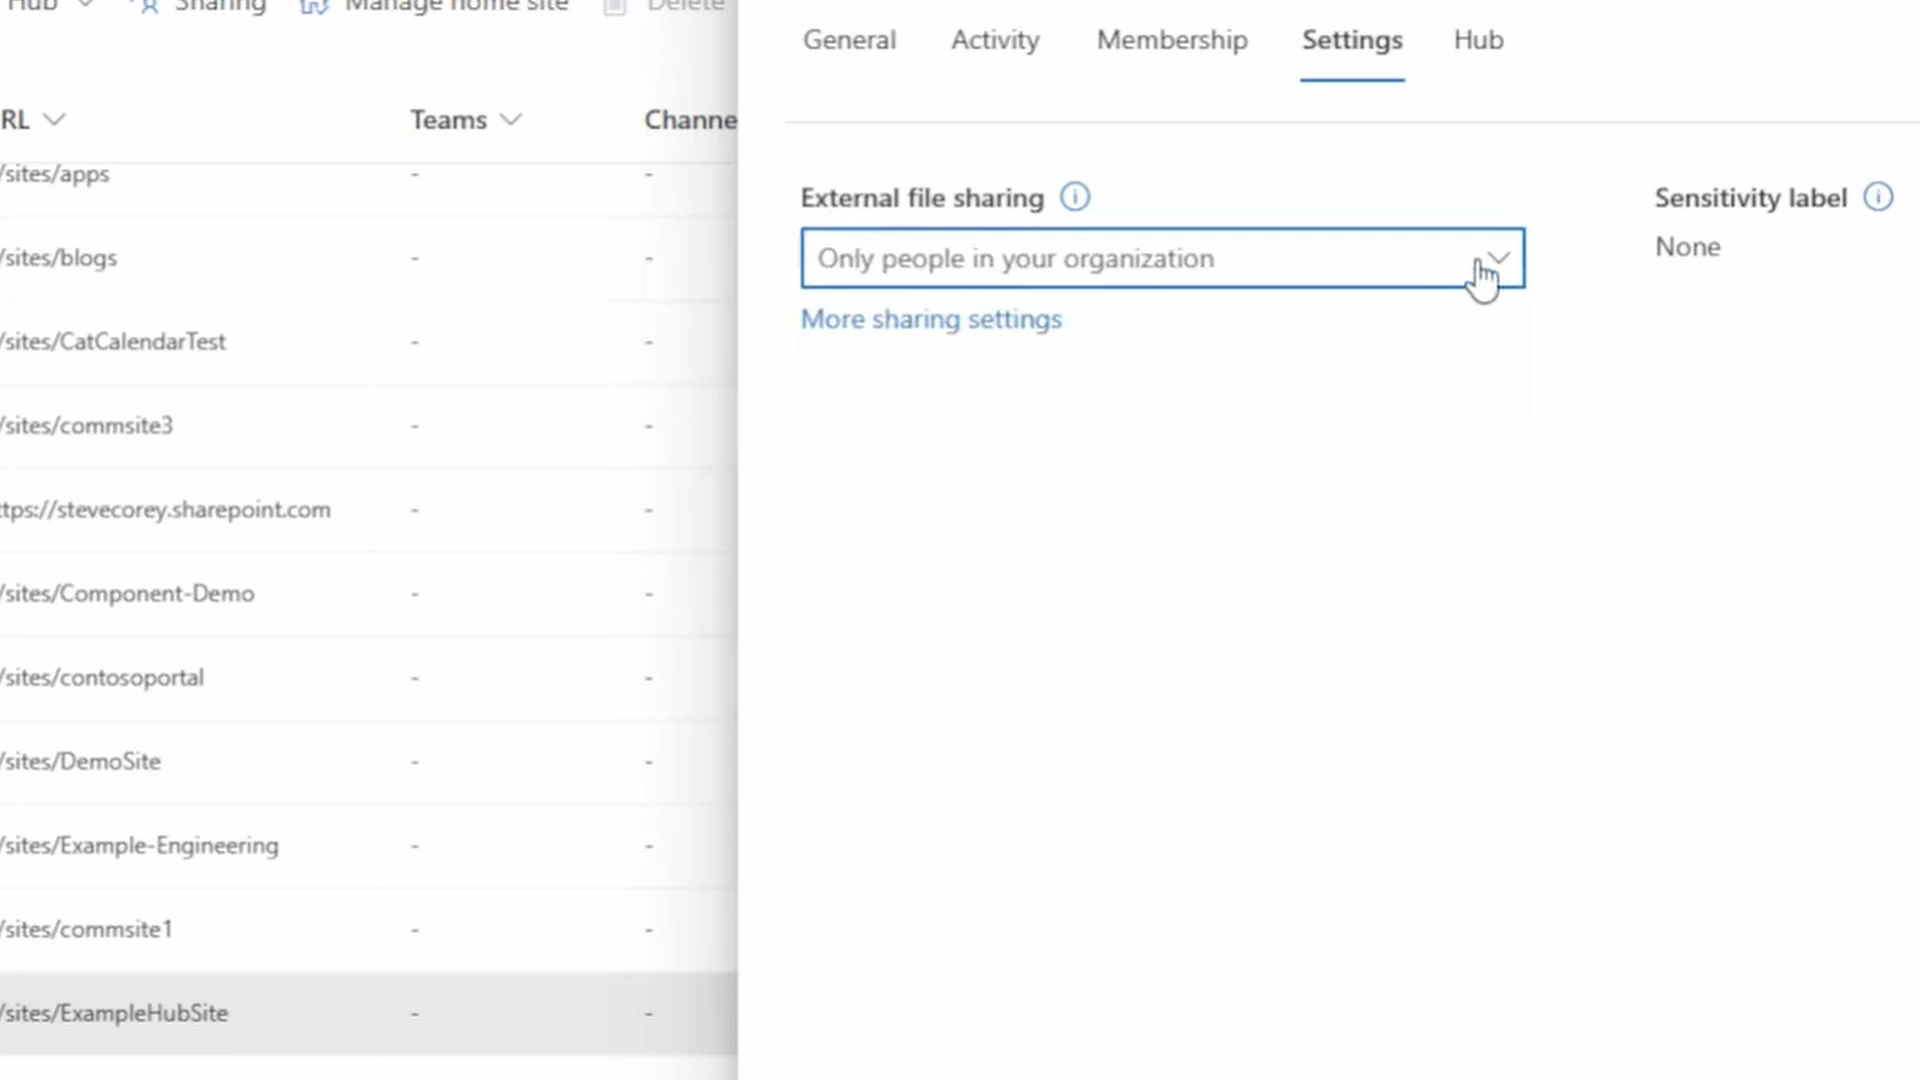 Hub Sharing Manage home site Delete
General Activity Membership Settings Hub
RL Teams Channe
/sites/apps - -
External file sharing Sensitivity label
Only people in your organization None
More sharing settings
/sites/blogs - -
/sites/CatCalendarTest - -
/sites/commsite3 - -
ttps://stevecorey.sharepoint.com - -
/sites/Component-Demo - -
/sites/contosoportal - -
/sites/DemoSite - -
/sites/Example-Engineering - -
/sites/commsite1 - -
/sites/ExampleHubSite - -